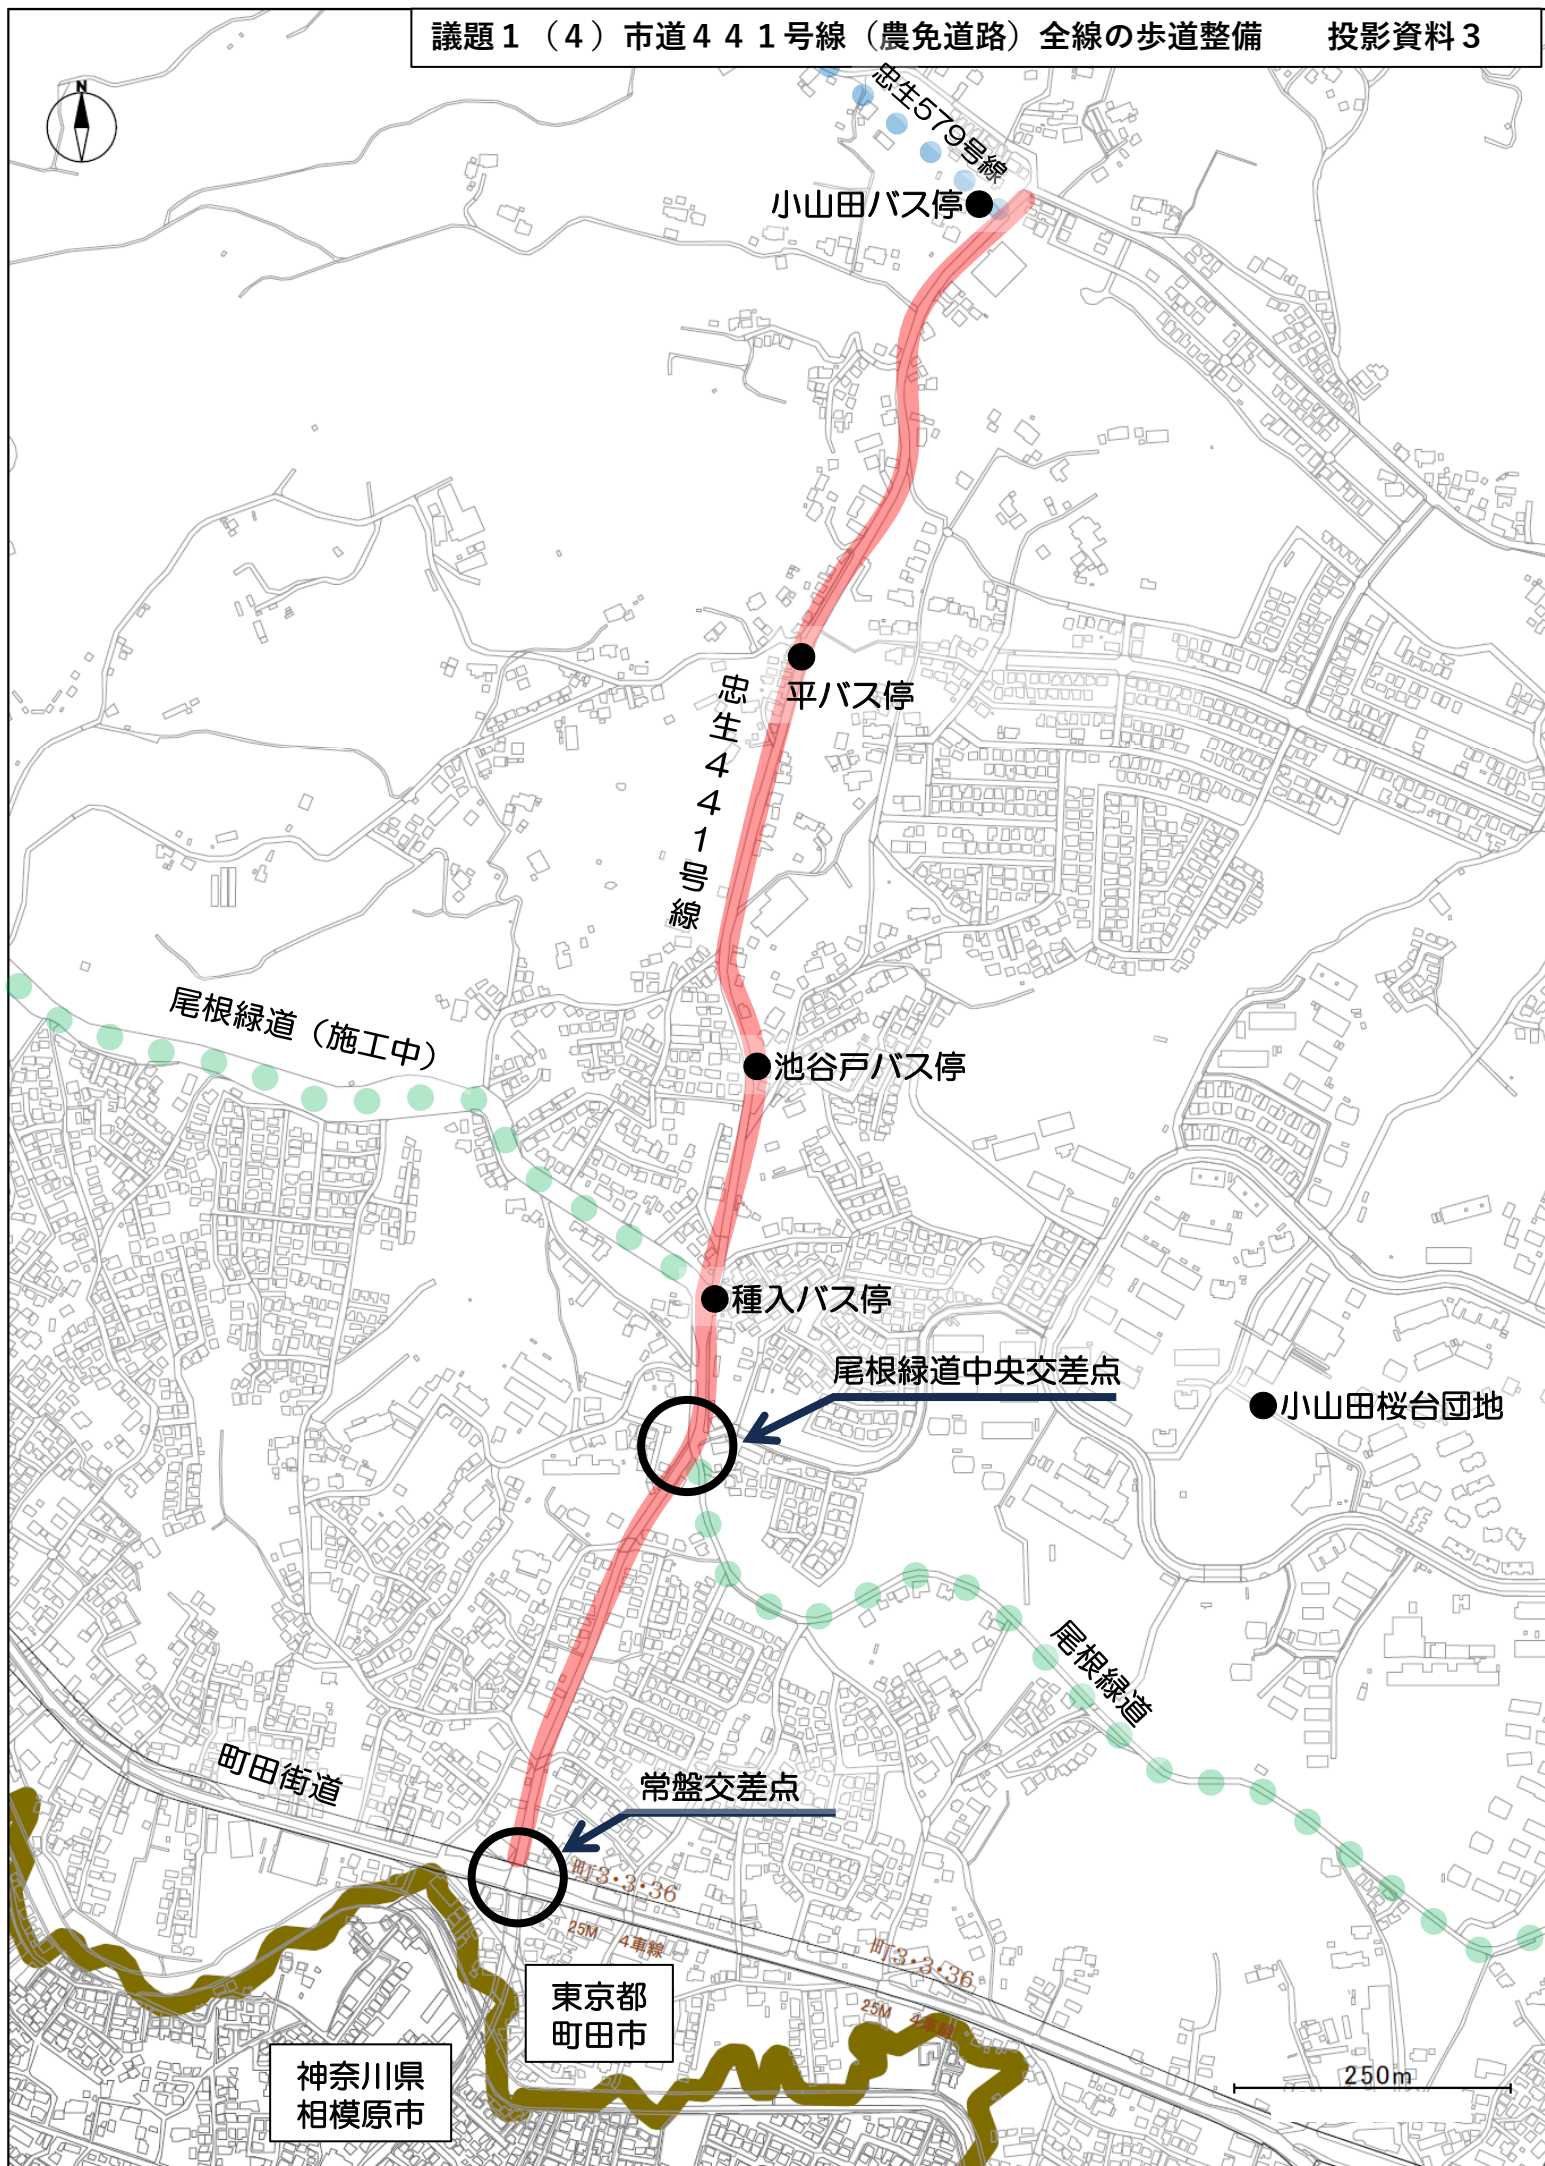 議題１（４）市道４４１号線（農免道路）全線の歩道整備　　投影資料３
N
忠生579号線
小山田バス停
平バス停
忠生４４１号線
尾根緑道（施工中）
池谷戸バス停
種入バス停
尾根緑道中央交差点
小山田桜台団地
尾根緑道
町田街道
常盤交差点
町3・3・36
25M　4車線
町3・3・36
25M　4車線
東京都
町田市
神奈川県
相模原市
250m